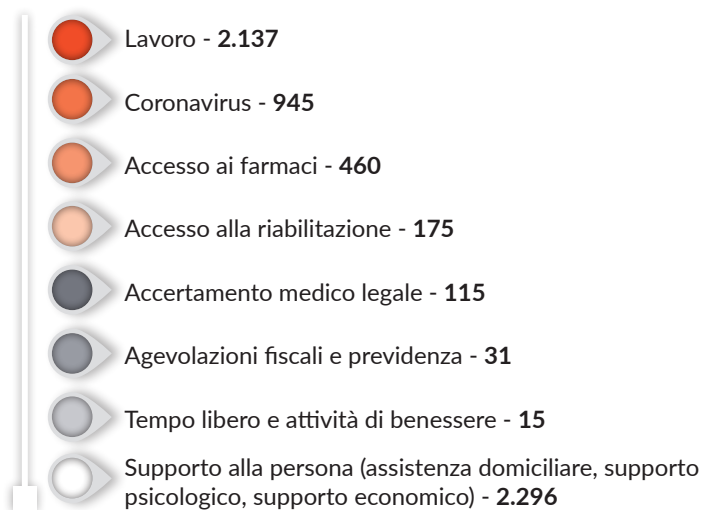 Lavoro - 2.137
Coronavirus - 945
Accesso ai farmaci - 460
Accesso alla riabilitazione - 175
Accertamento medico legale - 115
Agevolazioni fiscali e previdenza - 31
Tempo libero e attività di benessere - 15
Supporto alla persona (assistenza domiciliare, supporto
psicologico, supporto economico) - 2.296